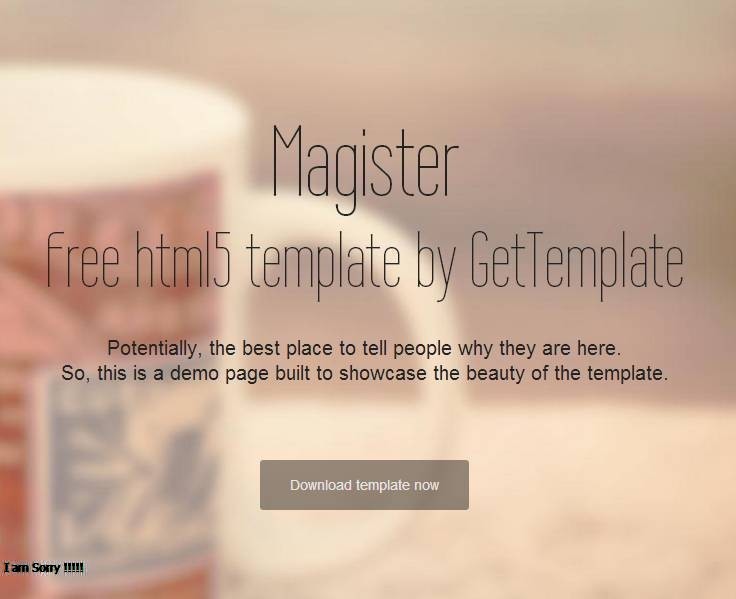 Magister
Free html5 template by GetTemplate
Potentially, the best place to tell people why they are here.
So, this is a demo page built to showcase the beauty of the template.
Download template now
I am Sorry !!!!!